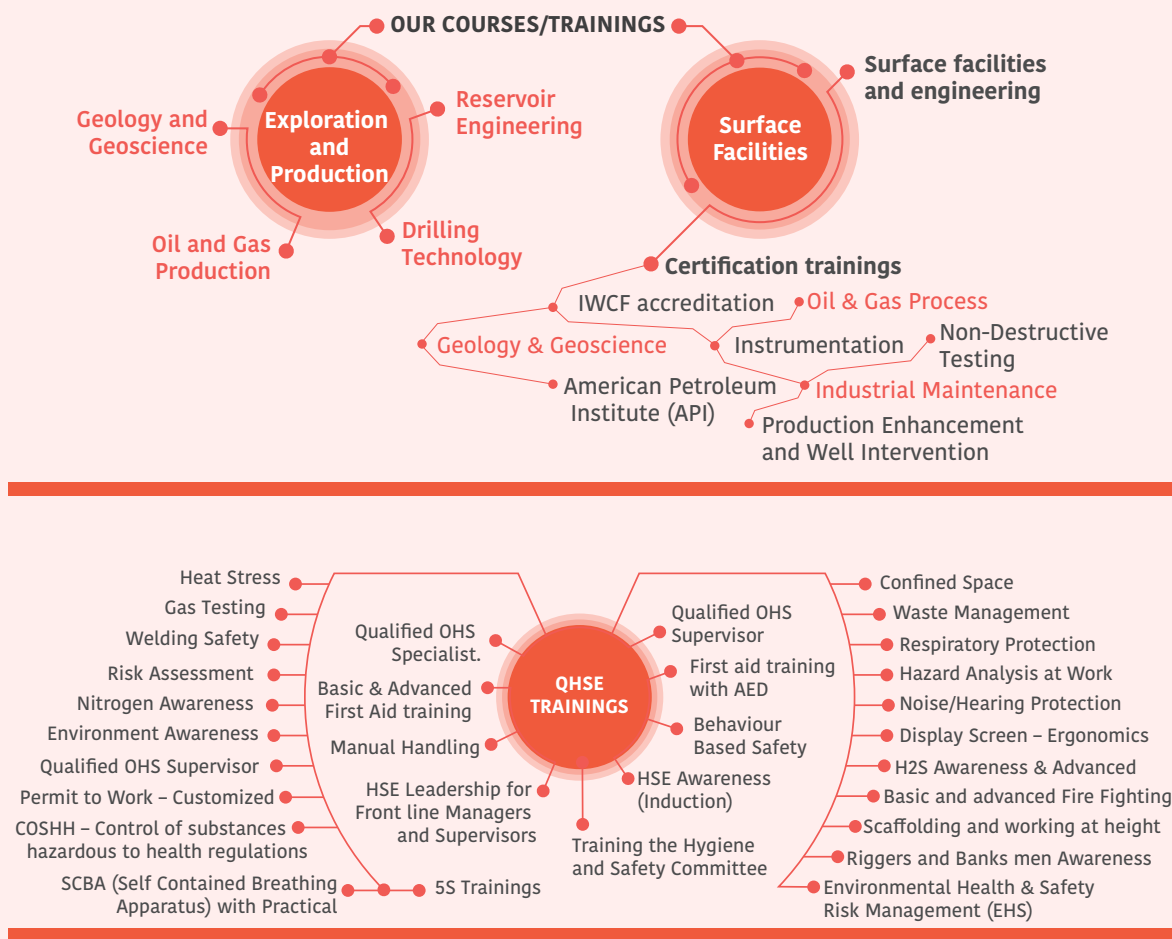 OUR COURSES/TRAININGS
Exploration
and
Production
Geology and
Geoscience
Reservoir
Engineering
Oil and Gas
Production
Drilling
Technology
Surface
Facilities
Surface facilities
and engineering
Certification trainings
IWCF accreditation
Oil & Gas Process
Geology & Geoscience
Instrumentation
Non-Destructive
Testing
American Petroleum
Institute (API)
Industrial Maintenance
Production Enhancement
and Well Intervention
QHSE
TRAININGS
Heat Stress
Gas Testing
Welding Safety
Risk Assessment
Nitrogen Awareness
Environment Awareness
Qualified OHS Supervisor
Permit to Work – Customized
COSHH – Control of substances
hazardous to health regulations
SCBA (Self Contained Breathing
Apparatus) with Practical
5S Trainings
Qualified OHS
Specialist.
Basic & Advanced
First Aid training
Manual Handling
HSE Leadership for
Front line Managers
and Supervisors
Qualified OHS
Supervisor
First aid training
with AED
Behaviour
Based Safety
HSE Awareness
(Induction)
Training the Hygiene
and Safety Committee
Confined Space
Waste Management
Respiratory Protection
Hazard Analysis at Work
Noise/Hearing Protection
Display Screen – Ergonomics
H2S Awareness & Advanced
Basic and advanced Fire Fighting
Scaffolding and working at height
Riggers and Banks men Awareness
Environmental Health & Safety
Risk Management (EHS)